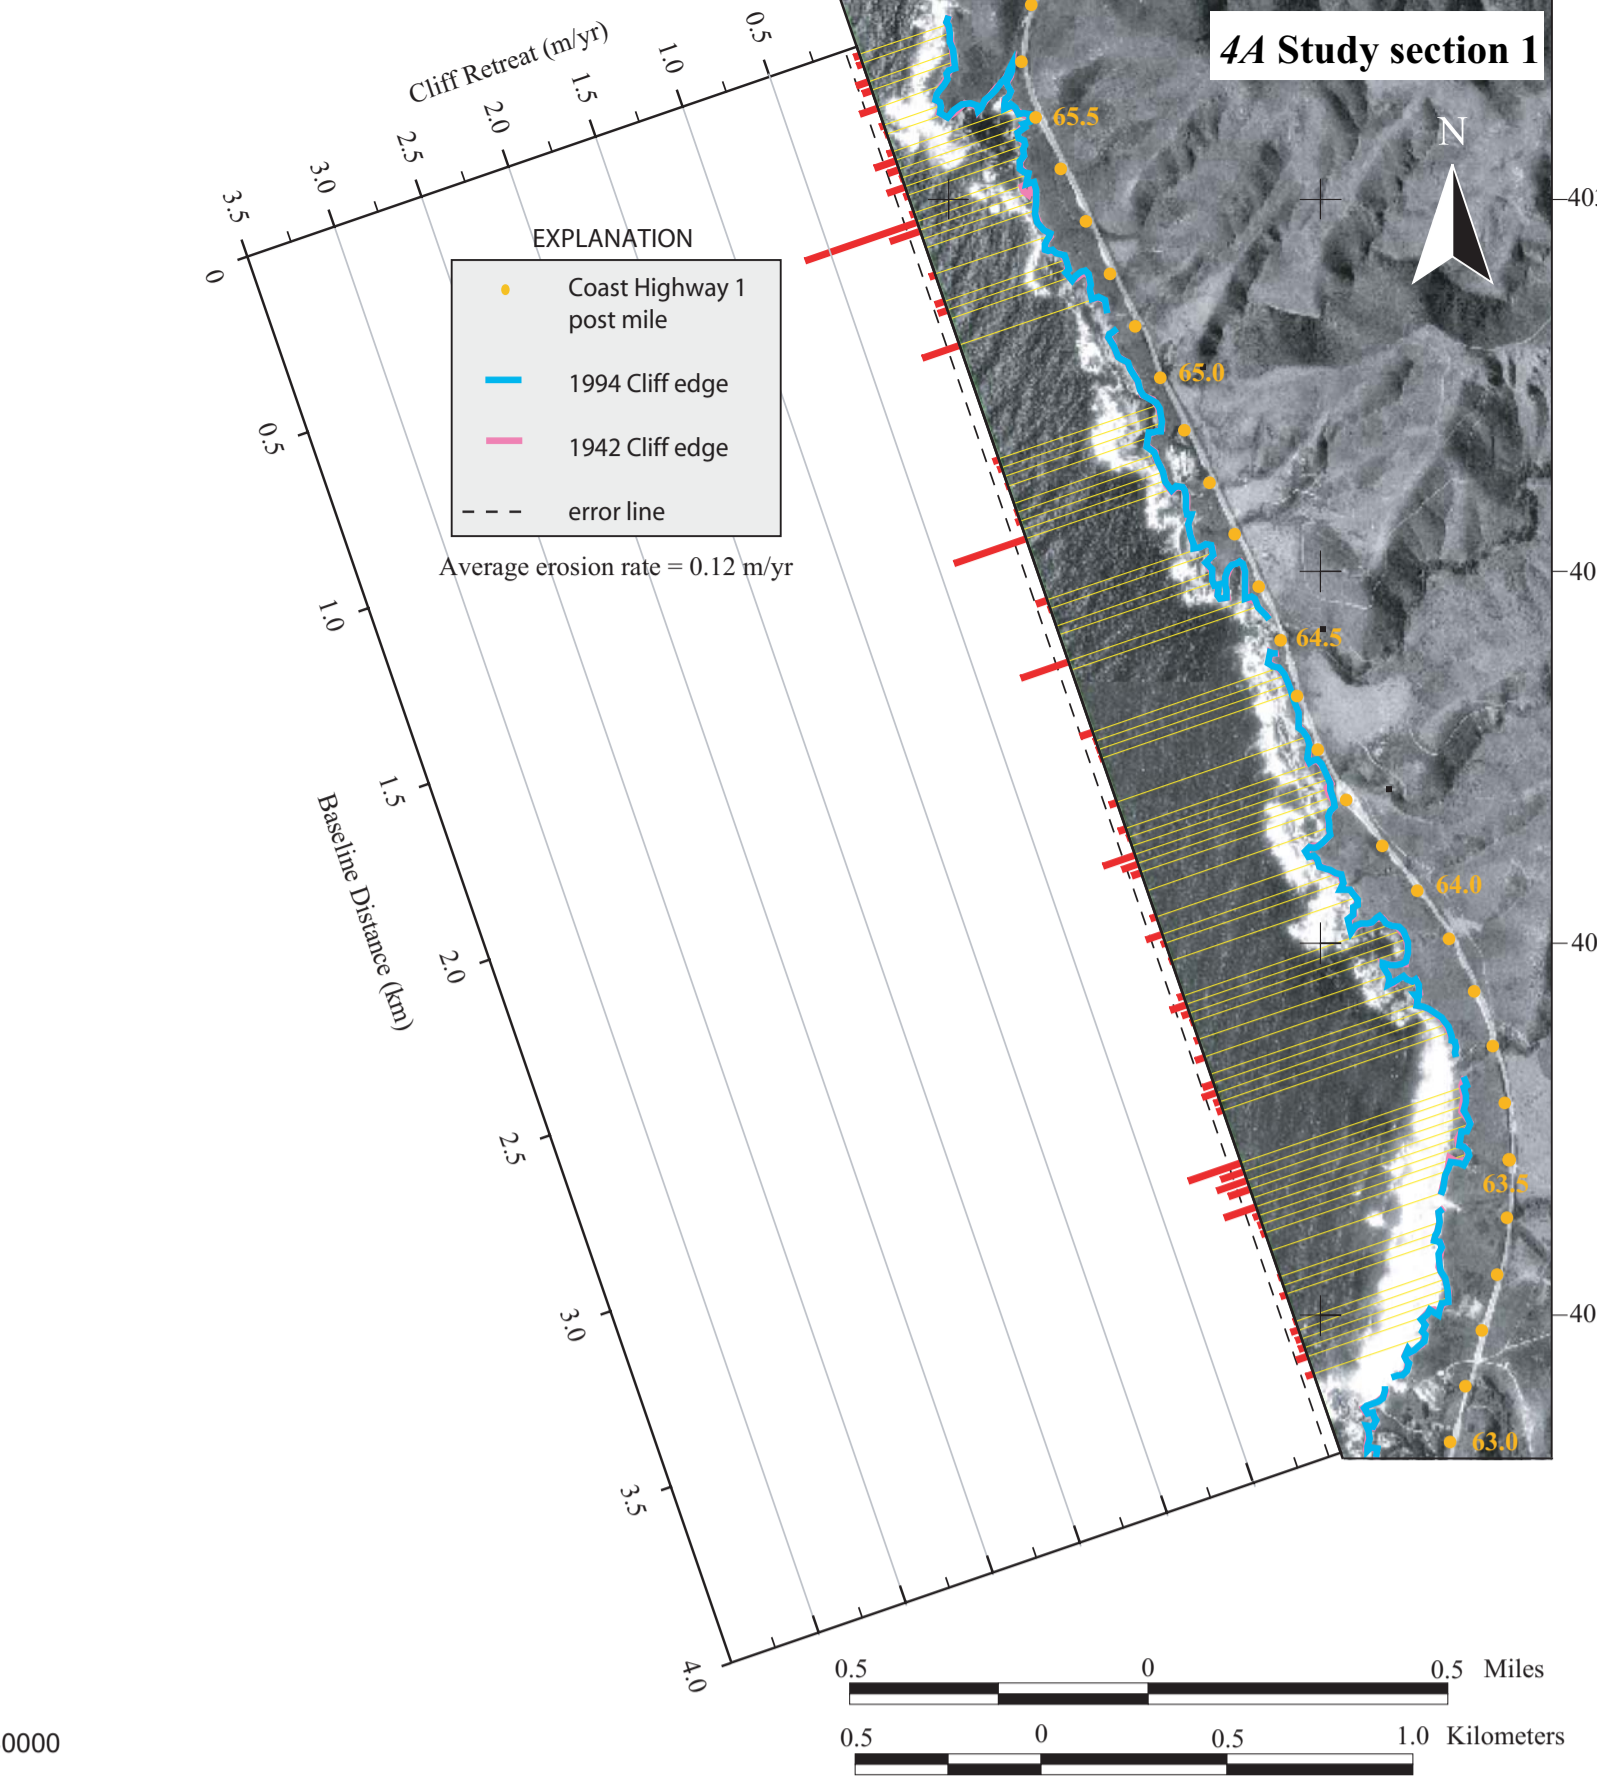 4A Study section 1
N
Cliff Retreat (m/yr)
0.5
1.0
1.5
2.0
2.5
3.0
3.5
0
0.5
1.0
1.5
2.0
2.5
3.0
3.5
4.0
Baseline Distance (km)
EXPLANATION
Coast Highway 1
post mile
1994 Cliff edge
1942 Cliff edge
error line
Average erosion rate = 0.12 m/yr
65.5
65.0
64.5
64.0
63.5
63.0
40
40
40
0.5 0 0.5 Miles
0.5 0 0.5 1.0 Kilometers
0000